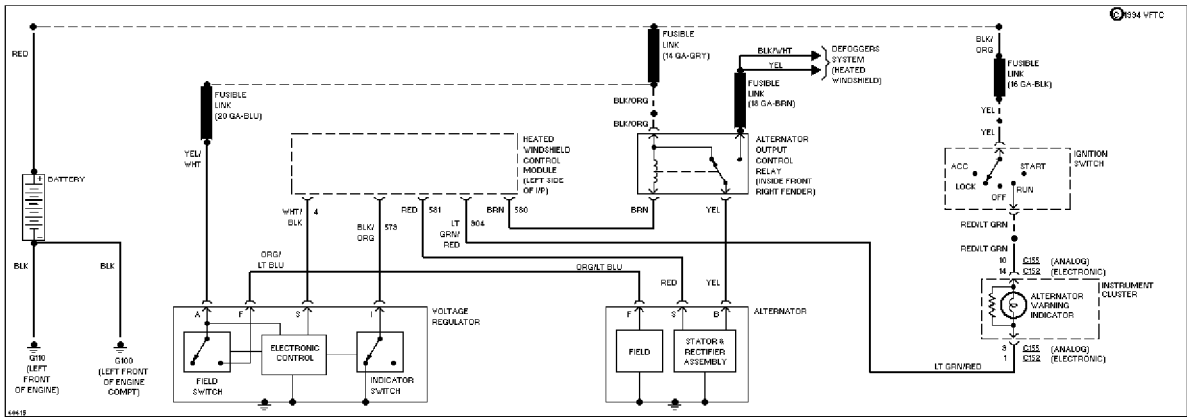 © 1994 VFTC
RED
FUSIBLE
LINK
(14 GA-GRY)
BLK/WHT
YEL
DEFOGGERS
SYSTEM
(HEATED
WINDSHIELD)
BLK/
ORG
FUSIBLE
LINK
(16 GA-BLK)
FUSIBLE
LINK
(20 GA-BLU)
BLK/ORG
BLK/ORG
FUSIBLE
LINK
(18 GA-BRN)
YEL
YEL
YEL/
WHT
HEATED
WINDSHIELD
CONTROL
MODULE
(LEFT SIDE
OF I/P)
ALTERNATOR
OUTPUT
CONTROL
RELAY
(INSIDE FRONT
RIGHT FENDER)
IGNITION
SWITCH
ACC
START
LOCK
OFF
RUN
+
BATTERY
-
WHT/
BLK
4
BLK/
ORG
573
RED
581
LT
GRN/
RED
904
BRN
580
BRN
YEL
RED/LT GRN
RED/LT GRN
BLK
BLK
ORG/
LT BLU
ORG/LT BLU
RED
YEL
10
C155
(ANALOG)
14
C152
(ELECTRONIC)
INSTRUMENT
CLUSTER
ALTERNATOR
WARNING
INDICATOR
3
C155
(ANALOG)
1
C152
(ELECTRONIC)
LT GRN/RED
A
F
S
I
VOLTAGE
REGULATOR
ELECTRONIC
CONTROL
FIELD
SWITCH
INDICATOR
SWITCH
F
S
B
ALTERNATOR
FIELD
STATOR &
RECTIFIER
ASSEMBLY
G110
(LEFT
FRONT
OF ENGINE)
G100
(LEFT FRONT
OF ENGINE
COMPT)